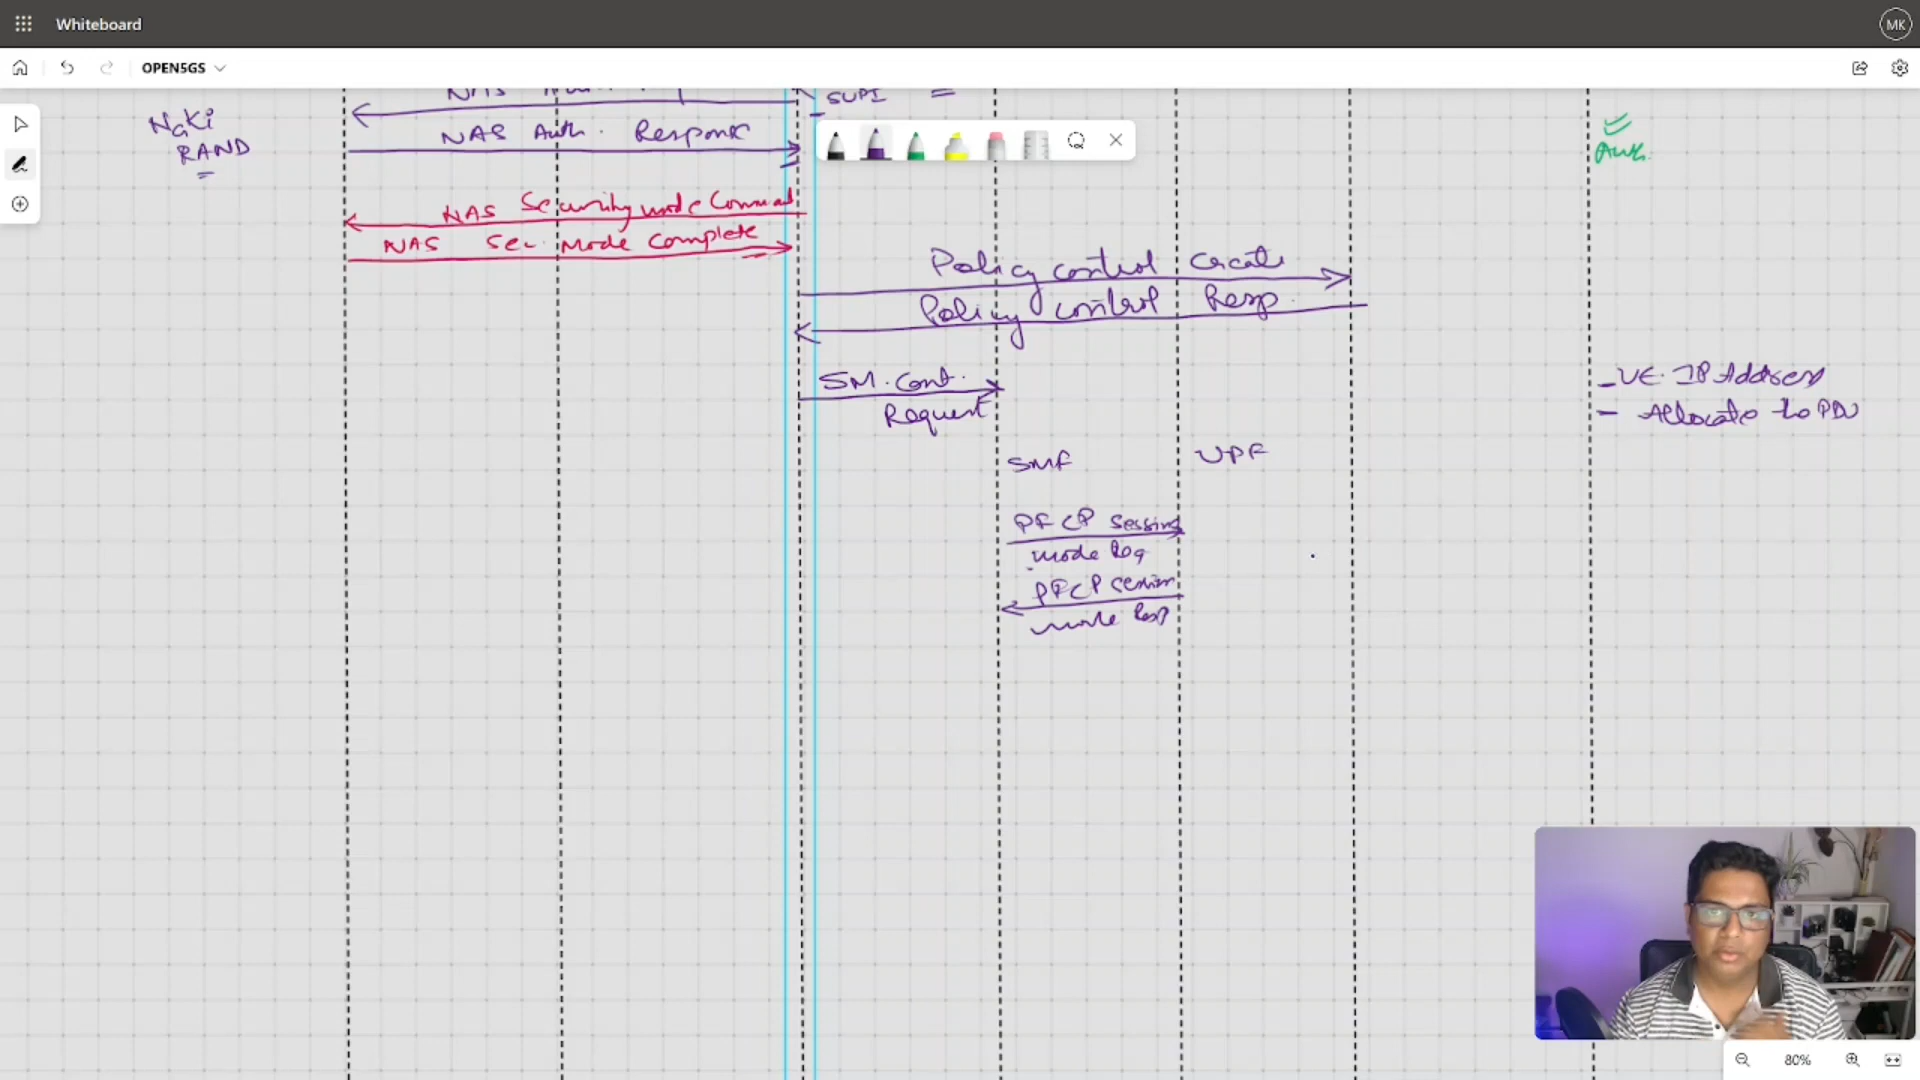 Whiteboard
MK
OPEN5GS
SUPI =
NgKi
RAND
NAS Auth. Response
Auth.
NAS Security mode Command
NAS Sec. Mode Complete
Policy control create
Policy control Resp.
SM. Cont.
Request
- UE IP Address
- Allocate to PDU
SMF
UPF
PFCP session
mode Req
PFCP session
mode Resp
80%